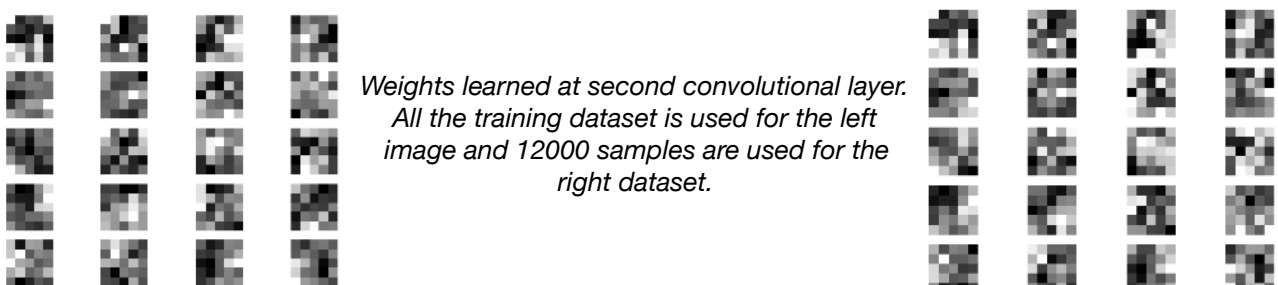 Weights learned at second convolutional layer.
All the training dataset is used for the left
image and 12000 samples are used for the
right dataset.